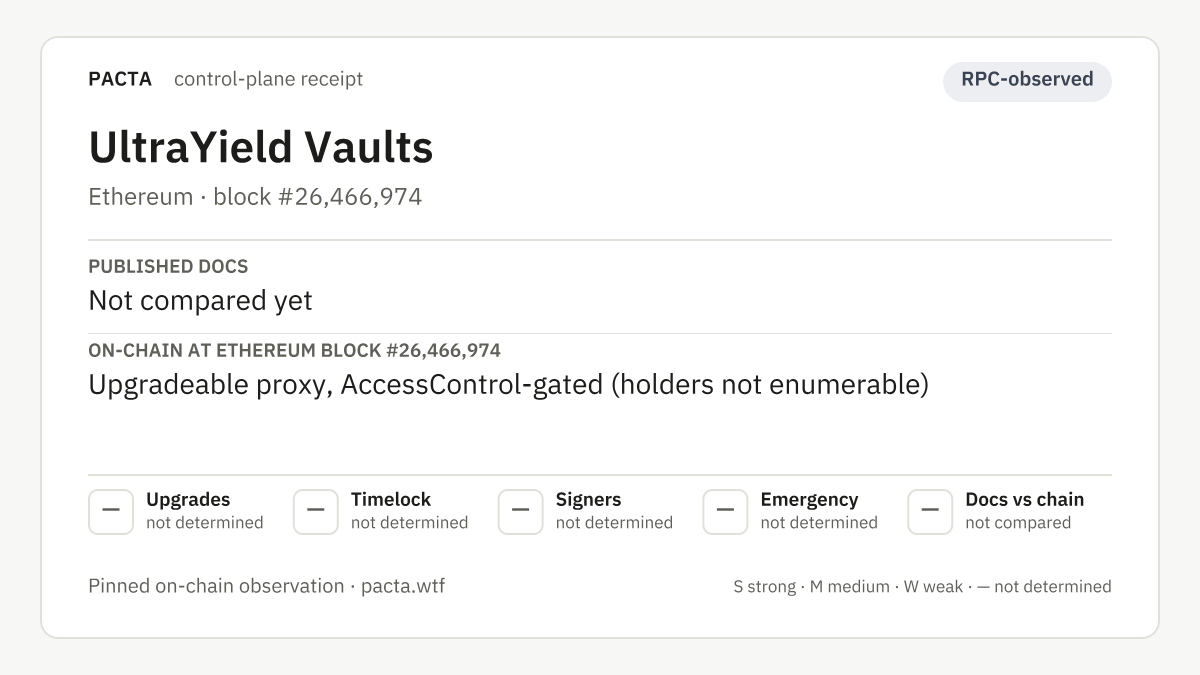 PACTA control-plane receipt
RPC-observed
UltraYield Vaults
Ethereum · block #26,466,974
PUBLISHED DOCS
Not compared yet
ON-CHAIN AT ETHEREUM BLOCK #26,466,974
Upgradeable proxy, AccessControl-gated (holders not enumerable)
— Upgrades
not determined
— Timelock
not determined
— Signers
not determined
— Emergency
not determined
— Docs vs chain
not compared
Pinned on-chain observation · pacta.wtf
S strong · M medium · W weak · — not determined